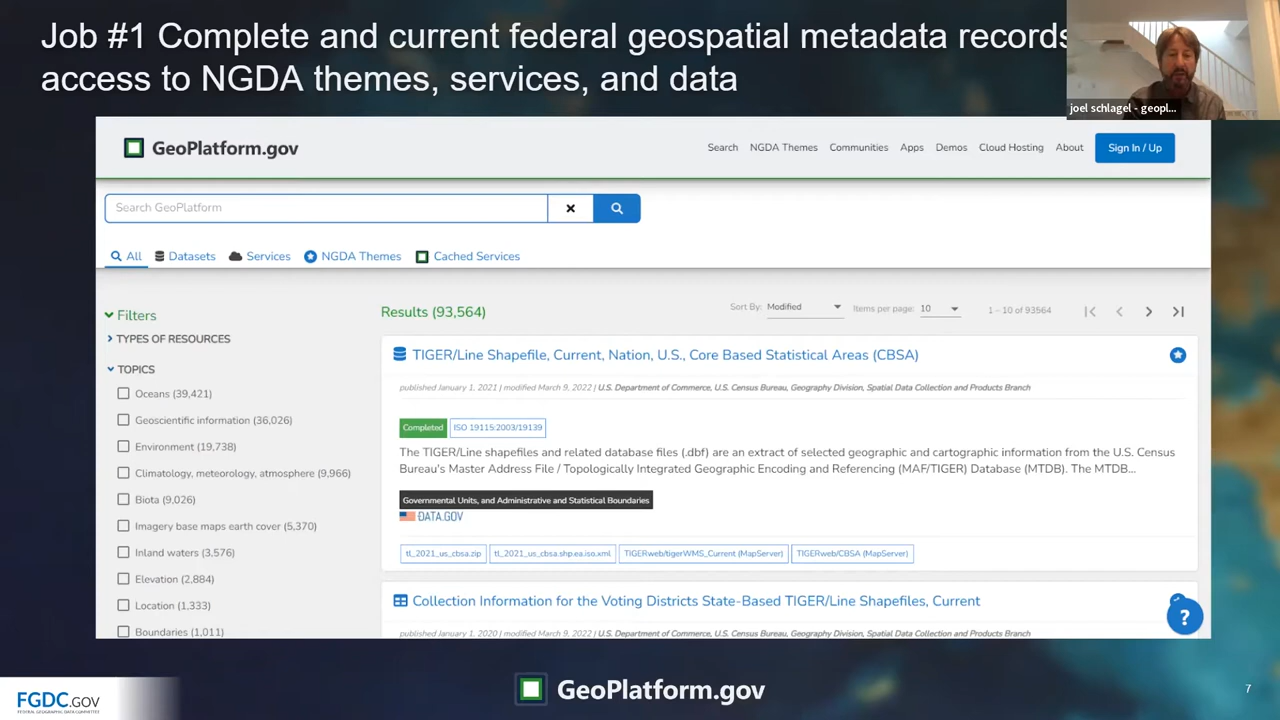 Job #1 Complete and current federal geospatial metadata records
access to NGDA themes, services, and data
joel schlagel - geopl...
GeoPlatform.gov
Search NGDA Themes Communities Apps Demos Cloud Hosting About Sign In / Up
Search GeoPlatform
All Datasets Services NGDA Themes Cached Services
Filters
TYPES OF RESOURCES
TOPICS
Oceans (39,421)
Geoscientific information (36,026)
Environment (19,738)
Climatology, meteorology, atmosphere (9,966)
Biota (9,026)
Imagery base maps earth cover (5,370)
Inland waters (3,576)
Elevation (2,884)
Location (1,333)
Boundaries (1,011)
Results (93,564)
Sort By: Modified Items per page: 10 1 – 10 of 93564
TIGER/Line Shapefile, Current, Nation, U.S., Core Based Statistical Areas (CBSA)
published January 1, 2021 | modified March 9, 2022 | U.S. Department of Commerce, U.S. Census Bureau, Geography Division, Spatial Data Collection and Products Branch
Completed ISO 19115:2003/19139
The TIGER/Line shapefiles and related database files (.dbf) are an extract of selected geographic and cartographic information from the U.S. Census
Bureau's Master Address File / Topologically Integrated Geographic Encoding and Referencing (MAF/TIGER) Database (MTDB). The MTDB...
Governmental Units, and Administrative and Statistical Boundaries
DATA.GOV
tl_2021_us_cbsa.zip tl_2021_us_cbsa.shp.ea.iso.xml TIGERweb/tigerWMS_Current (MapServer) TIGERweb/CBSA (MapServer)
Collection Information for the Voting Districts State-Based TIGER/Line Shapefiles, Current
published January 1, 2020 | modified March 9, 2022 | U.S. Department of Commerce, U.S. Census Bureau, Geography Division, Spatial Data Collection and Products Branch
?
FGDC.GOV
FEDERAL GEOGRAPHIC DATA COMMITTEE
GeoPlatform.gov
7